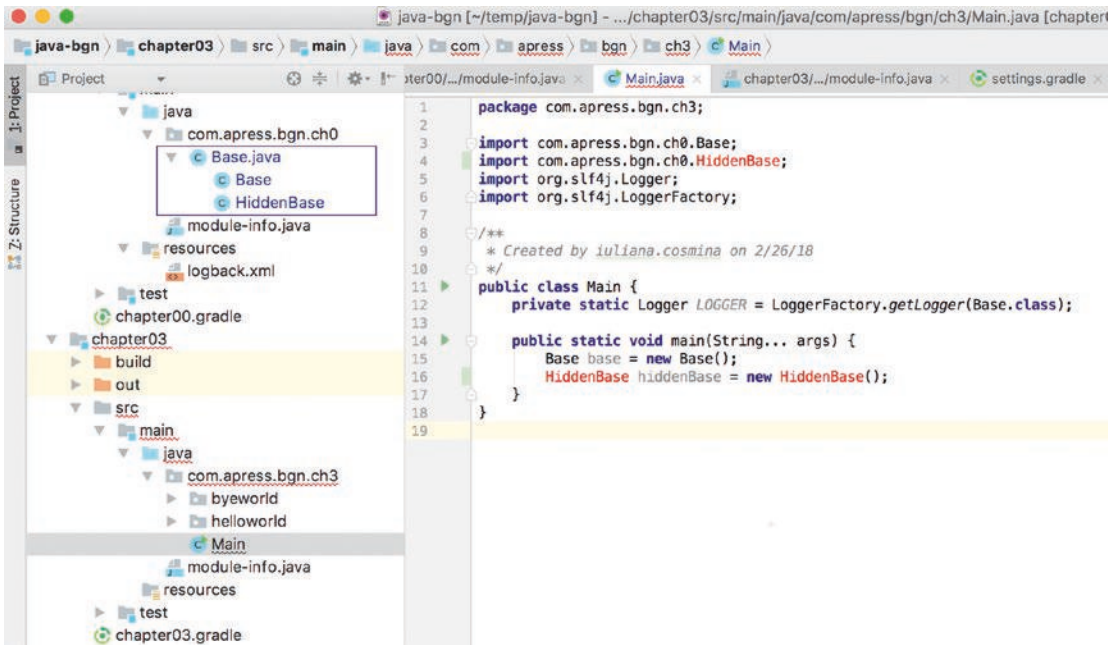 java-bgn [~/temp/java-bgn] - .../chapter03/src/main/java/com/apress/bgn/ch3/Main.java [chapter
java-bgn chapter03 src main java com apress bgn ch3 Main
1: Project
Z: Structure
Project
oter00/.../module-info.java
Main.java
chapter03/.../module-info.java
settings.gradle
java
com.apress.bgn.ch0
Base.java
Base
HiddenBase
module-info.java
resources
logback.xml
test
chapter00.gradle
chapter03
build
out
src
main
java
com.apress.bgn.ch3
byeworld
helloworld
Main
module-info.java
resources
test
chapter03.gradle
1 package com.apress.bgn.ch3;
2
3 import com.apress.bgn.ch0.Base;
4 import com.apress.bgn.ch0.HiddenBase;
5 import org.slf4j.Logger;
6 import org.slf4j.LoggerFactory;
7
8 /**
9 * Created by iuliana.cosmina on 2/26/18
10 */
11 public class Main {
12 private static Logger LOGGER = LoggerFactory.getLogger(Base.class);
13
14 public static void main(String... args) {
15 Base base = new Base();
16 HiddenBase hiddenBase = new HiddenBase();
17 }
18 }
19